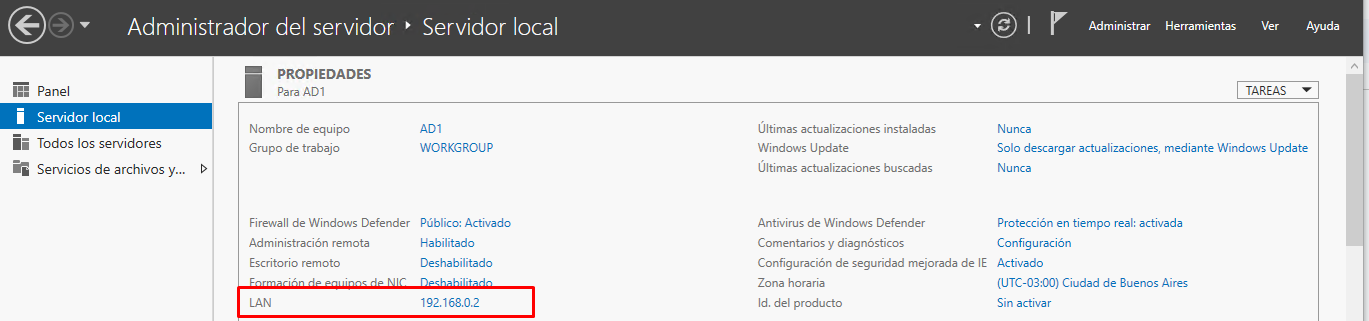 Administrador del servidor • Servidor local
Administrar Herramientas Ver Ayuda
Panel
Servidor local
Todos los servidores
Servicios de archivos y...
PROPIEDADES
Para AD1
TAREAS
Nombre de equipo AD1
Grupo de trabajo WORKGROUP
Últimas actualizaciones instaladas Nunca
Windows Update Solo descargar actualizaciones, mediante Windows Update
Últimas actualizaciones buscadas Nunca
Firewall de Windows Defender Público: Activado
Administración remota Habilitado
Escritorio remoto Deshabilitado
Formación de equipos de NIC Deshabilitado
LAN 192.168.0.2
Antivirus de Windows Defender Protección en tiempo real: activada
Comentarios y diagnósticos Configuración
Configuración de seguridad mejorada de IE Activado
Zona horaria (UTC-03:00) Ciudad de Buenos Aires
Id. del producto Sin activar